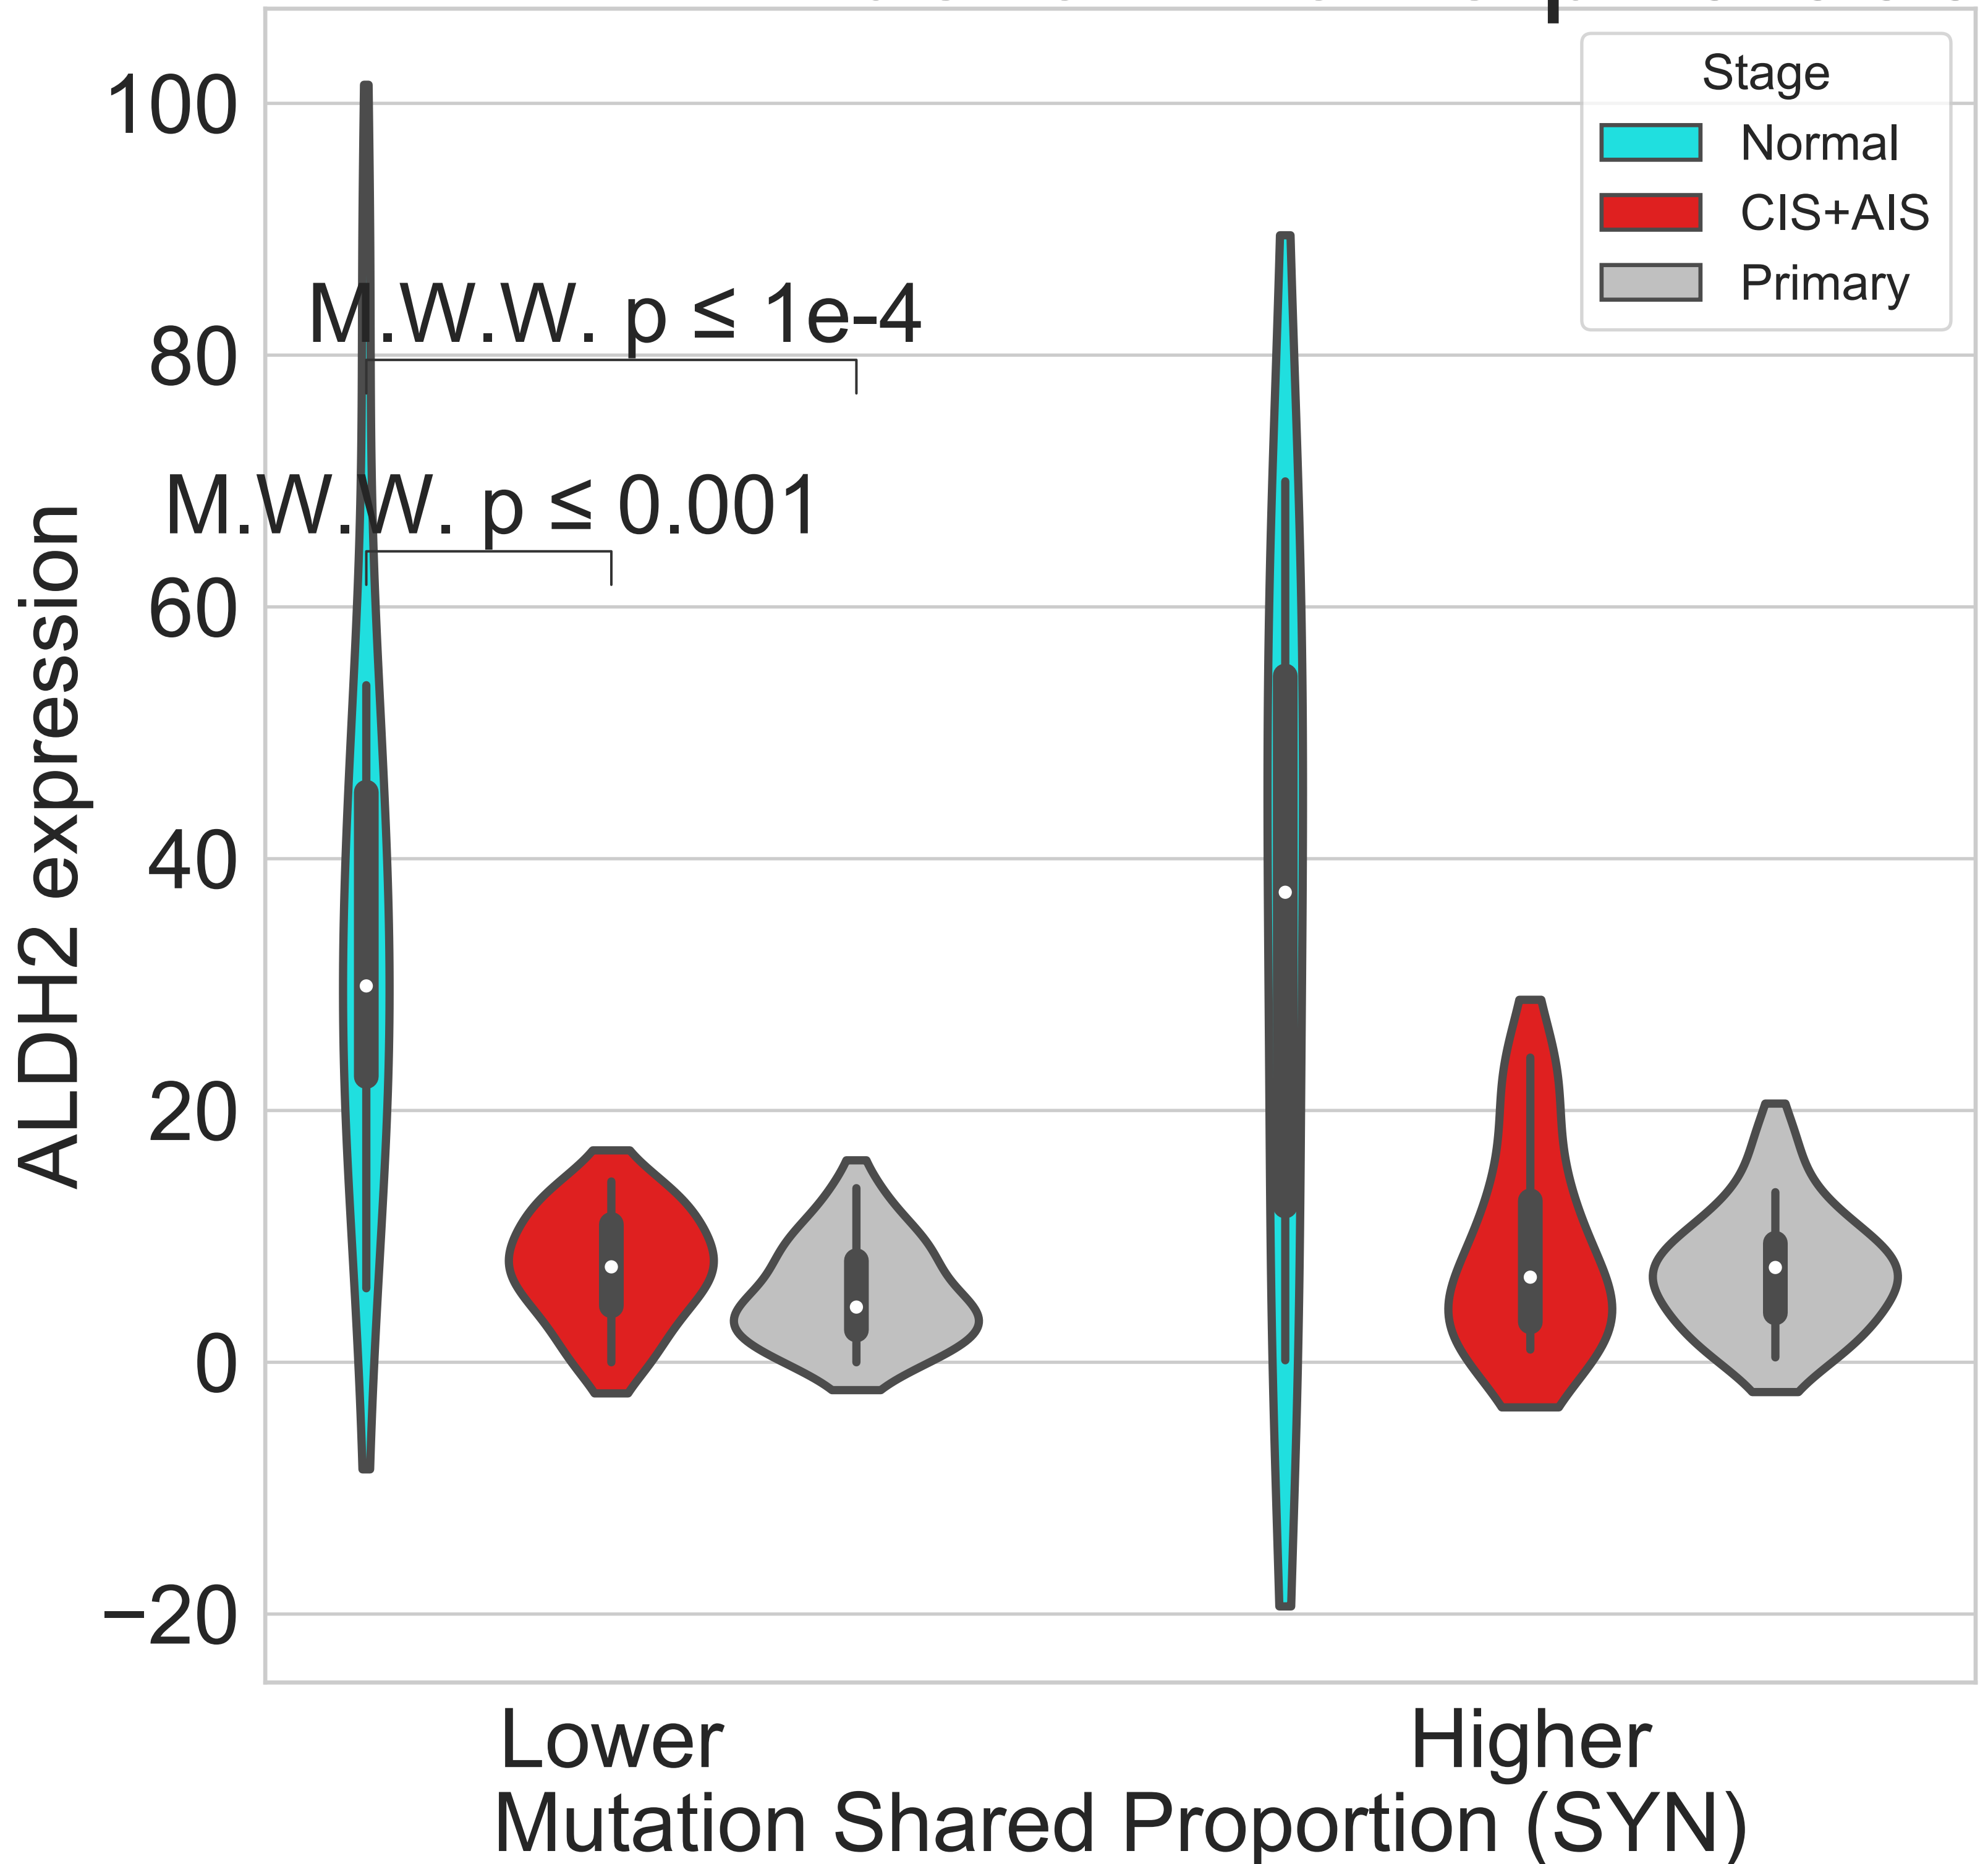 Stage
Normal
CIS+AIS
Primary
100
80
60
40
20
0
−20
M.W.W. p ≤ 1e-4
M.W.W. p ≤ 0.001
ALDH2 expression
Lower
Higher
Mutation Shared Proportion (SYN)